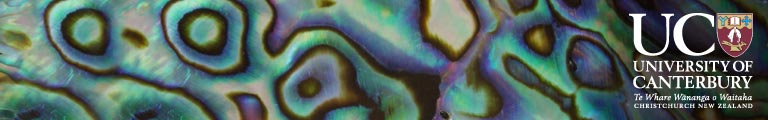 UC
UNIVERSITY OF
CANTERBURY
Te Whare Wānanga o Waitaha
CHRISTCHURCH NEW ZEALAND